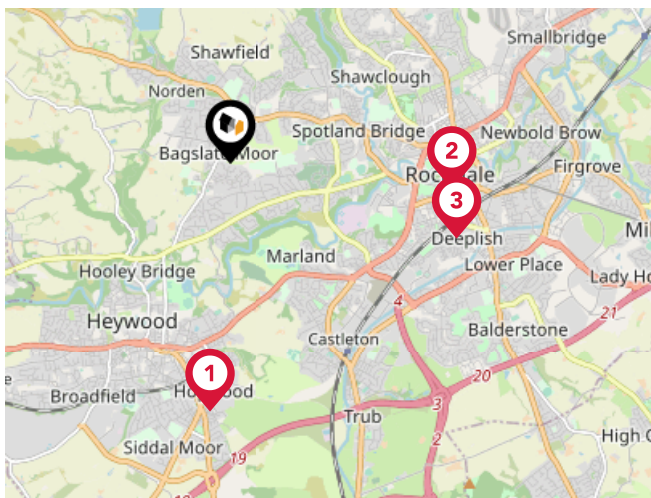 Smallbridge
Shawfield
Shawclough
Norden
Spotland Bridge
Newbold Brow
2
Bagslate Moor
Firgrove
3
Deeplish
Marland
Lower Place
Hooley Bridge
Lady Ho
4
21
Heywood
Balderstone
Castleton
1
20
Broadfield
3
Trub
High C
Siddal Moor
2
19